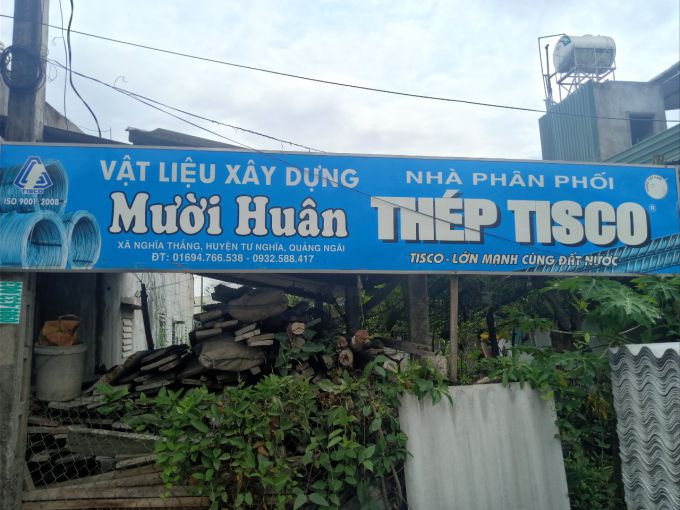 TISCO
ISO 9001-2008
VẬT LIỆU XÂY DỰNG
Mười Huân
XÃ NGHĨA THẮNG, HUYỆN TƯ NGHĨA, QUẢNG NGÃI
ĐT: 01694.766.538 - 0932.588.417
NHÀ PHÂN PHỐI
THÉP TISCO®
TISCO - LỚN MẠNH CÙNG ĐẤT NƯỚC